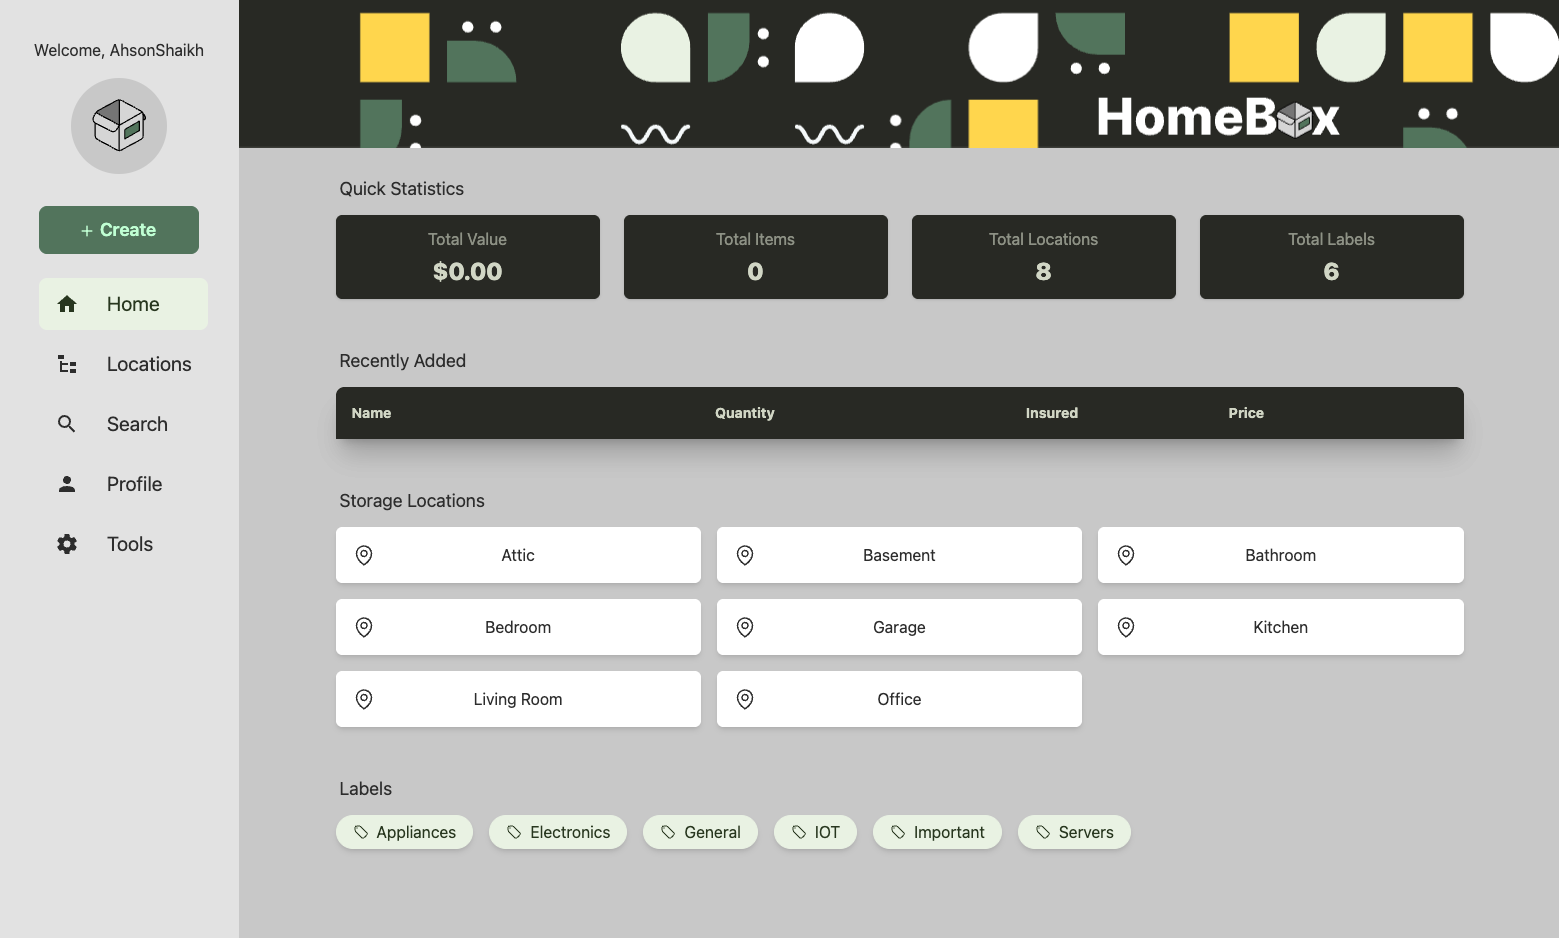 Welcome, AhsonShaikh
+ Create
Home
Locations
Search
Profile
Tools
HomeBox
Quick Statistics
Total Value
$0.00
Total Items
0
Total Locations
8
Total Labels
6
Recently Added
Name Quantity Insured Price
Storage Locations
Attic Basement Bathroom
Bedroom Garage Kitchen
Living Room Office
Labels
Appliances Electronics General IOT Important Servers